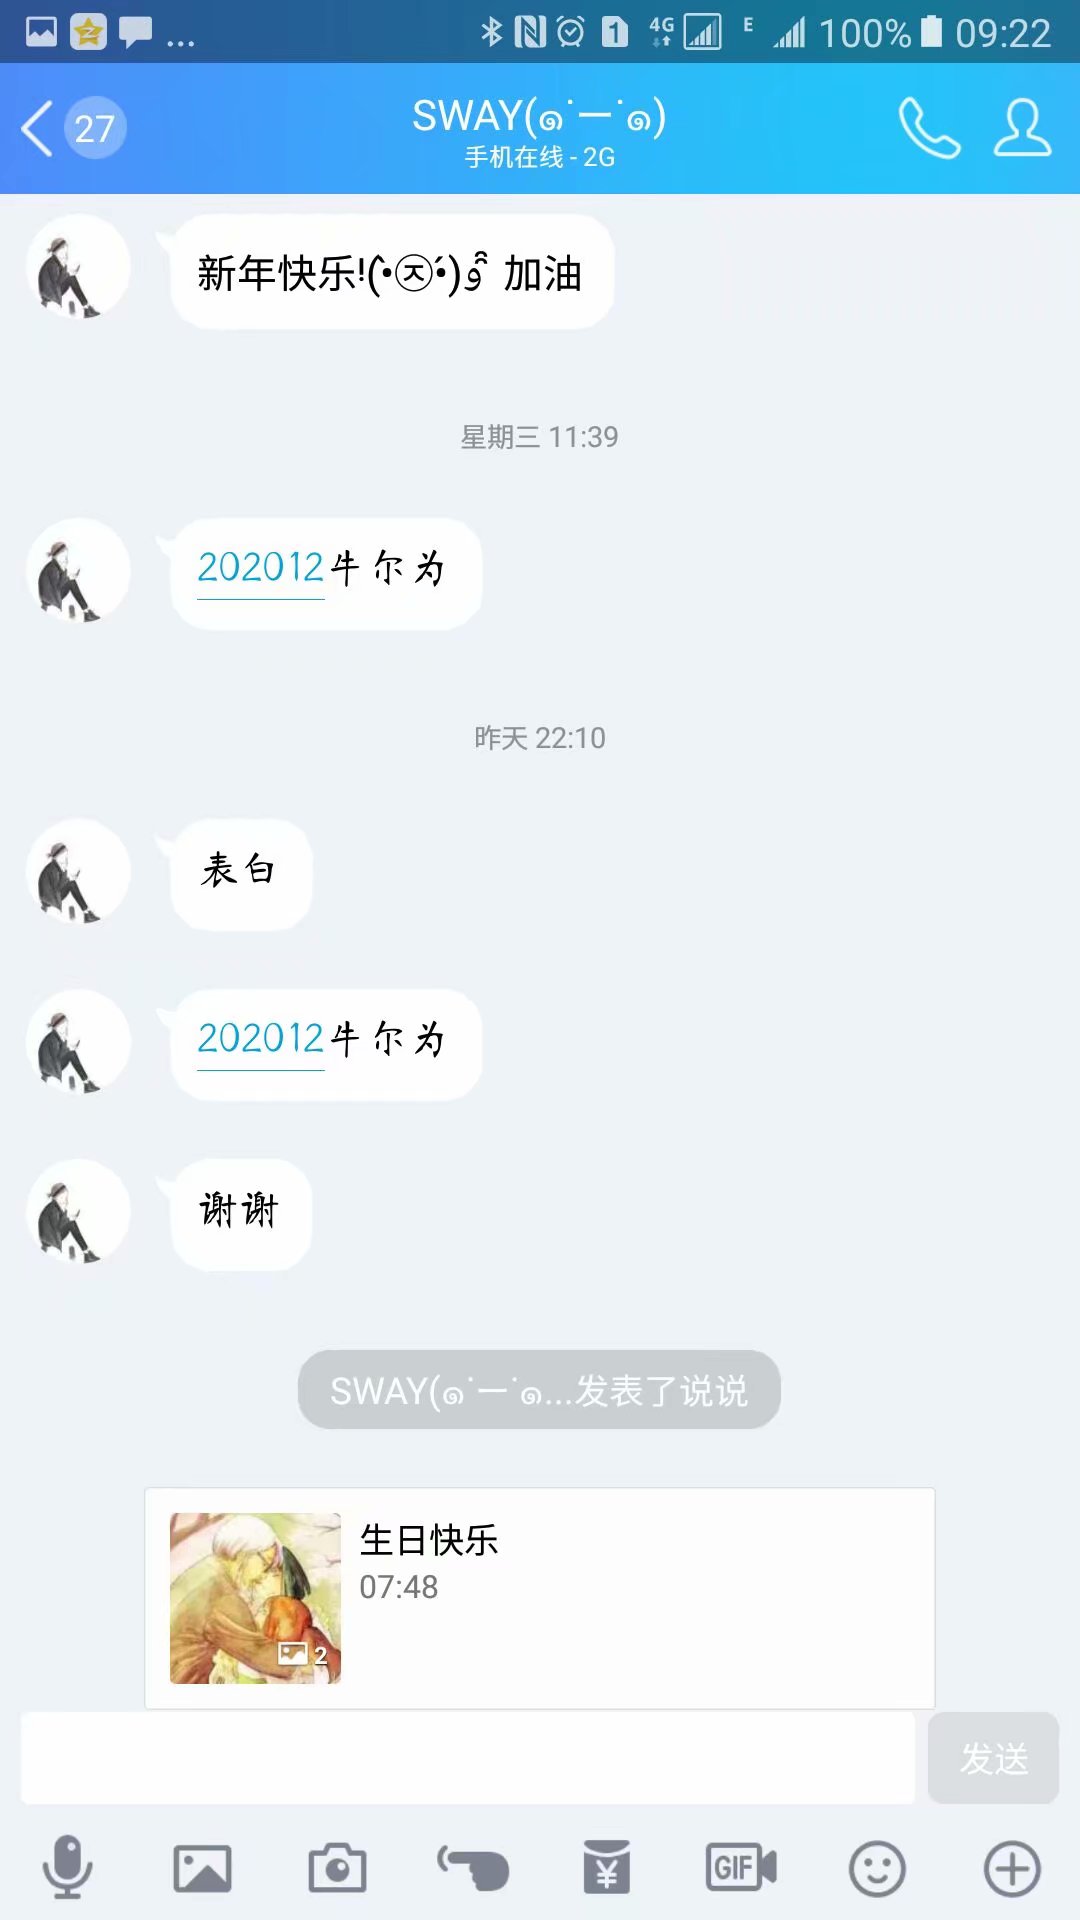 ... 1 4G E 100% 09:22
27
SWAY(๑˙ー˙๑)
手机在线 - 2G
新年快乐!(•̀㉨•́)و ̑̑ 加油
星期三 11:39
202012牛尔为
昨天 22:10
表白
202012牛尔为
谢谢
SWAY(๑˙ー˙๑...发表了说说
生日快乐
07:48
2
发送
GIF